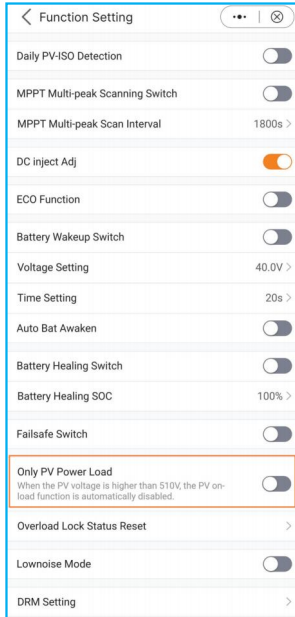 Function Setting
Daily PV-ISO Detection
MPPT Multi-peak Scanning Switch
MPPT Multi-peak Scan Interval 1800s >
DC inject Adj
ECO Function
Battery Wakeup Switch
Voltage Setting 40.0V >
Time Setting 20s >
Auto Bat Awaken
Battery Healing Switch
Battery Healing SOC 100% >
Failsafe Switch
Only PV Power Load
When the PV voltage is higher than 510V, the PV on-
load function is automatically disabled.
Overload Lock Status Reset >
Lownoise Mode
DRM Setting >